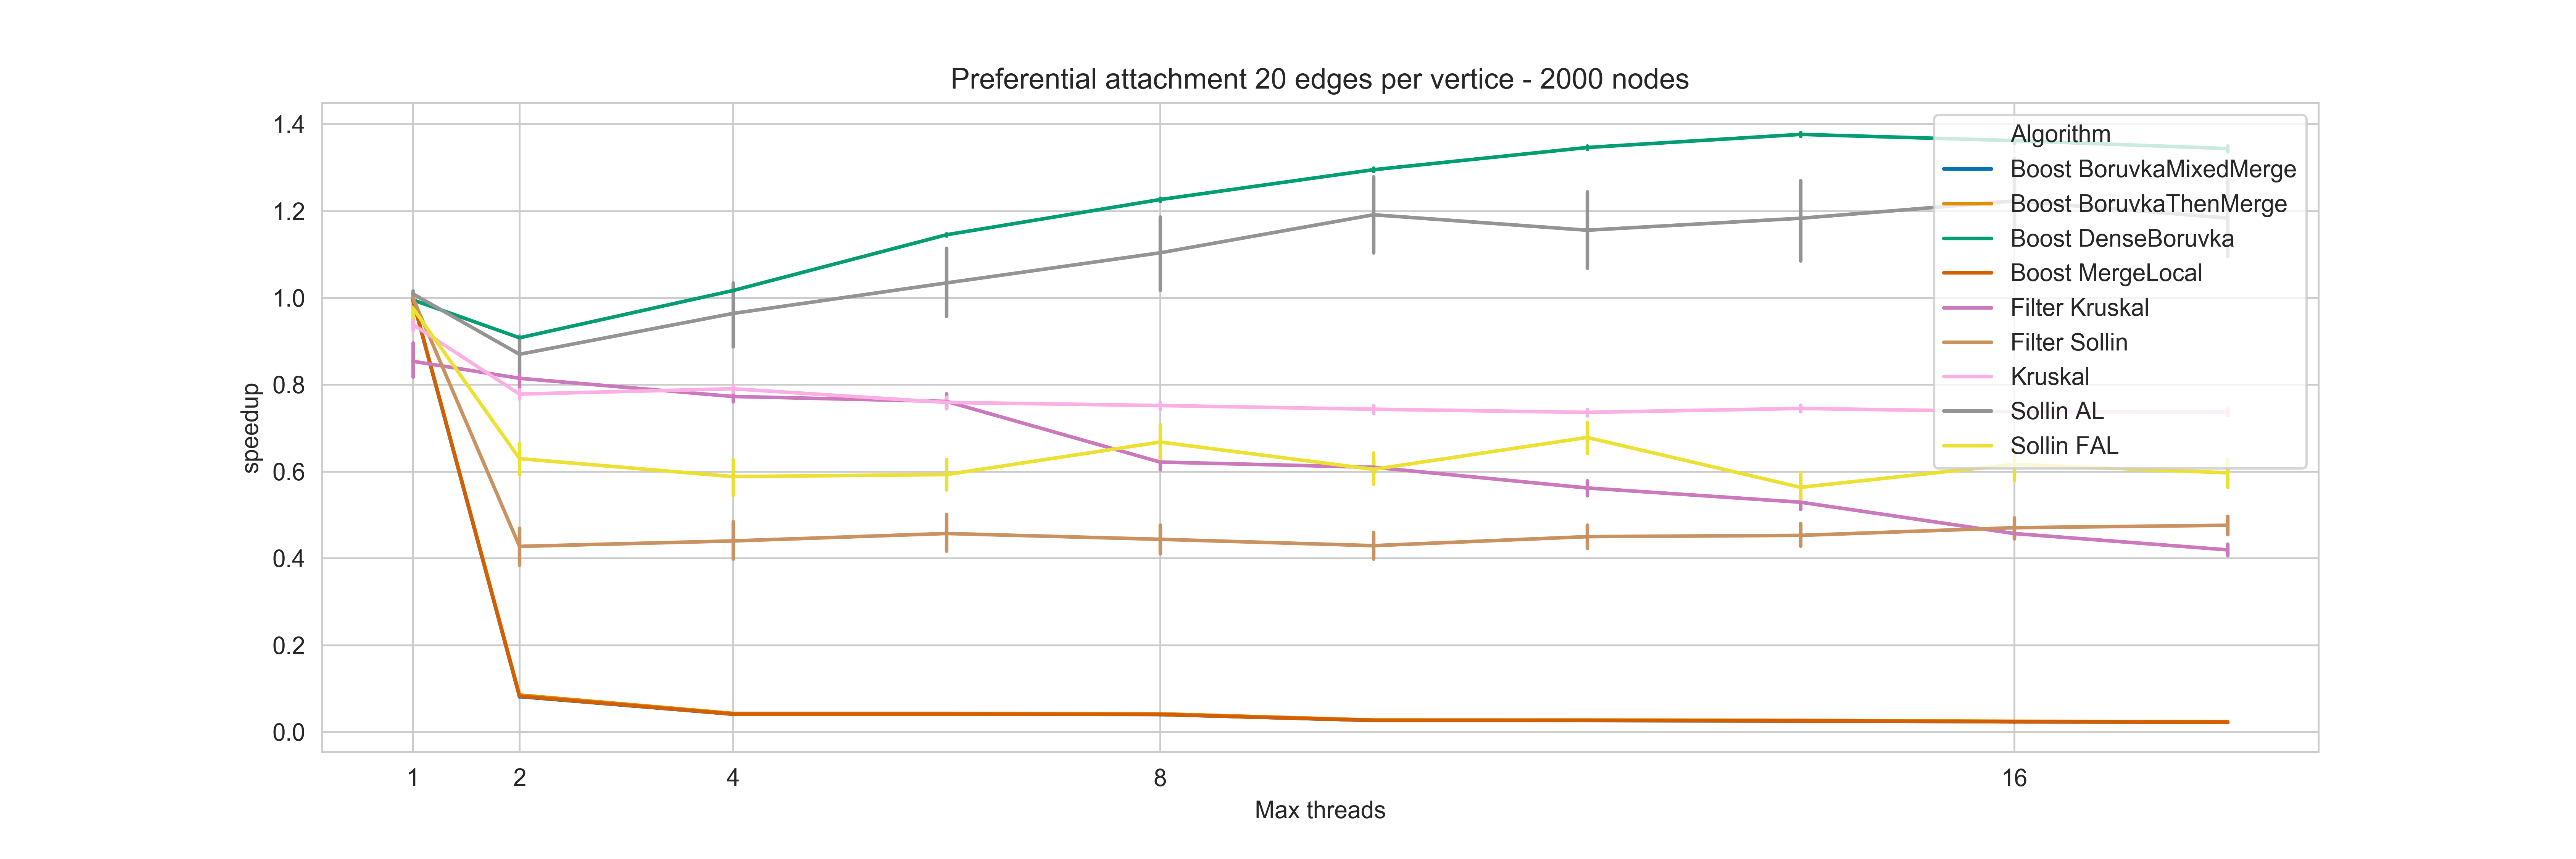 Preferential attachment 20 edges per vertice - 2000 nodes
1.4
1.2
1.0
0.8
0.6
0.4
0.2
0.0
speedup
Algorithm
Boost BoruvkaMixedMerge
Boost BoruvkaThenMerge
Boost DenseBoruvka
Boost MergeLocal
Filter Kruskal
Filter Sollin
Kruskal
Sollin AL
Sollin FAL
1 2 4 8 16
Max threads